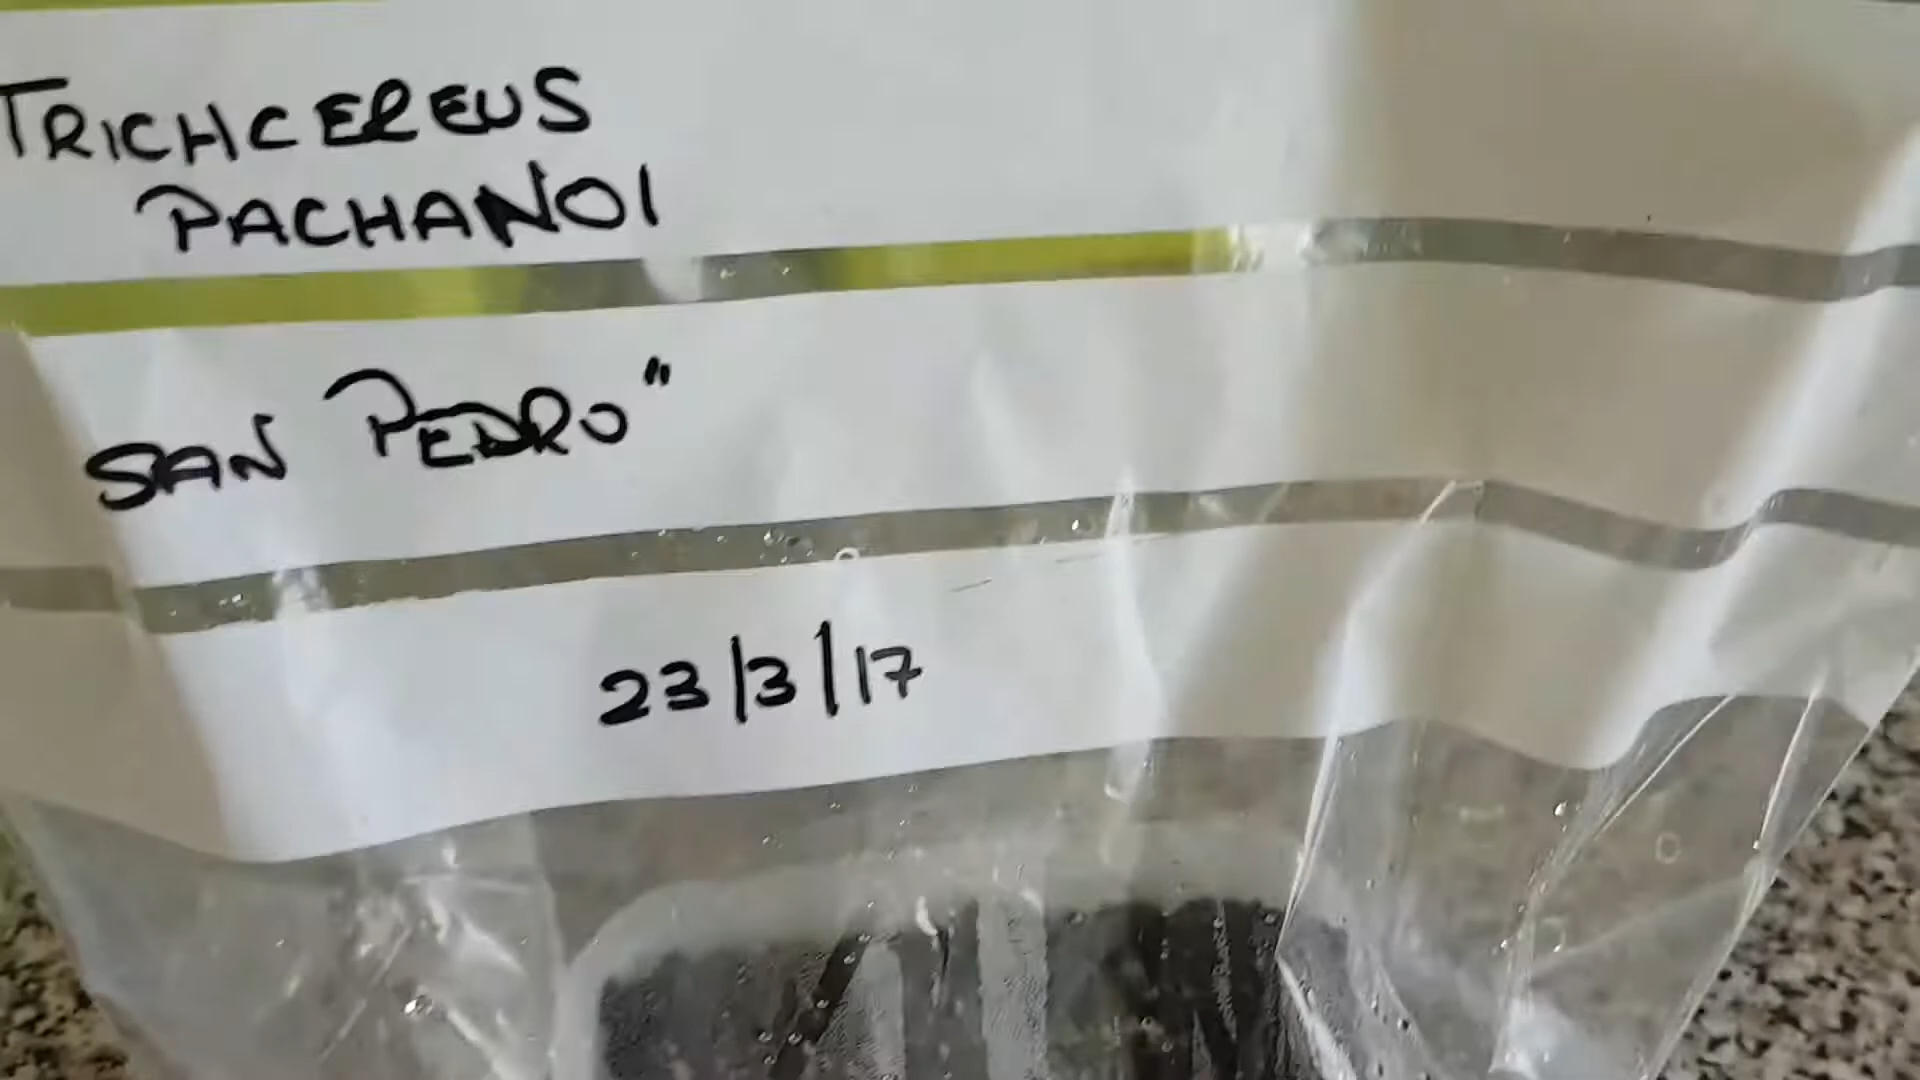 TRICHCEREUS
PACHANOI
SAN PEDRO"
23/3/17